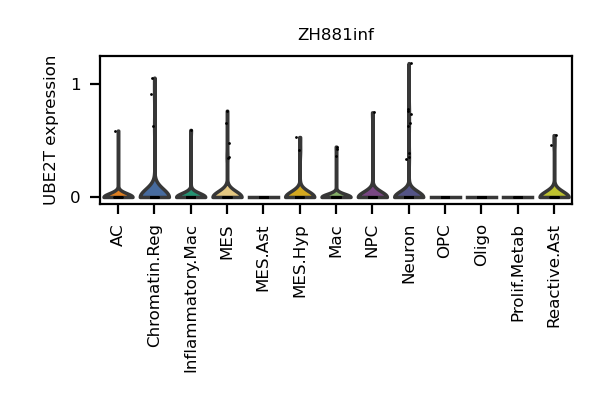 ZH881inf
UBE2T expression
1
0
AC
Chromatin.Reg
Inflammatory.Mac
MES
MES.Ast
MES.Hyp
Mac
NPC
Neuron
OPC
Oligo
Prolif.Metab
Reactive.Ast